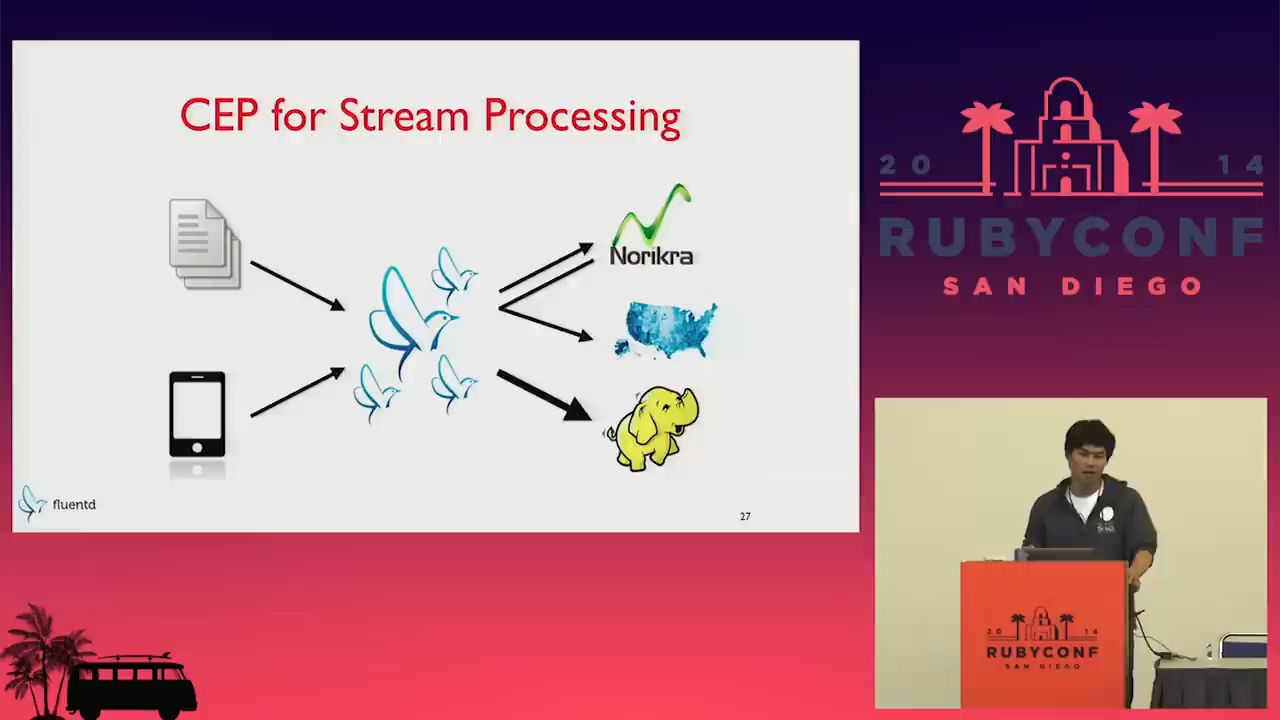 CEP for Stream Processing
Norikra
fluentd
27
20 14
RUBYCONF
SAN DIEGO
20 14
RUBYCONF
SAN DIEGO